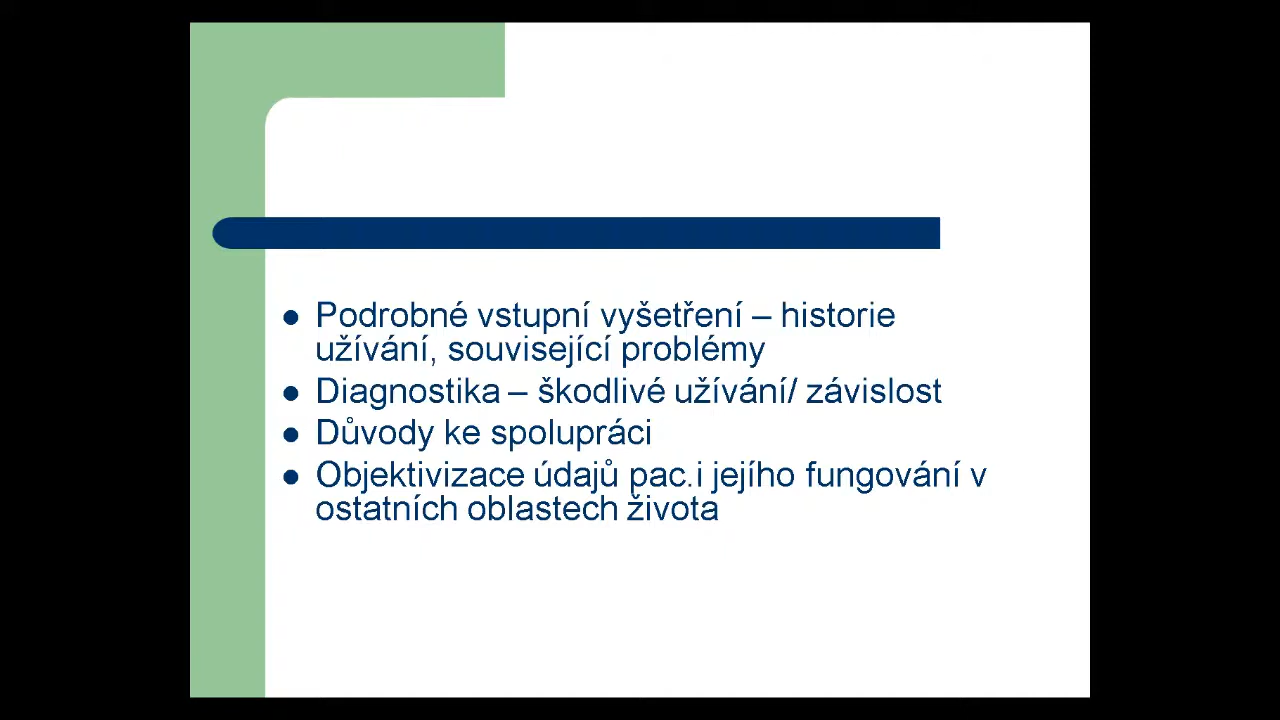 Podrobné vstupní vyšetření – historie
užívání, související problémy
Diagnostika – škodlivé užívání/ závislost
Důvody ke spolupráci
Objektivizace údajů pac.i jejího fungování v
ostatních oblastech života